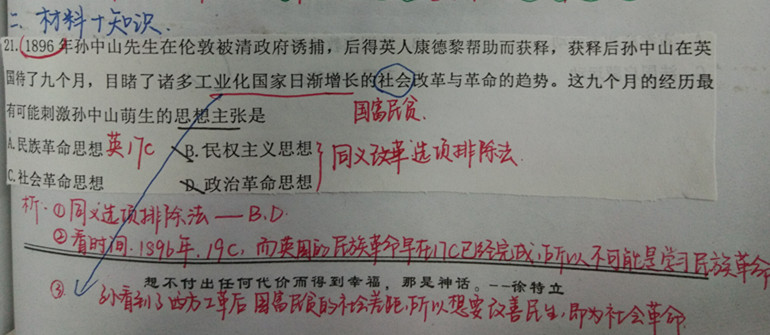 二、材料+知识.
21.1896年孙中山先生在伦敦被清政府诱捕，后得英人康德黎帮助而获释，获释后孙中山在英
国待了九个月，目睹了诸多工业化国家日渐增长的社会改革与革命的趋势。这九个月的经历最
有可能刺激孙中山萌生的思想主张是
国富民贫.
A.民族革命思想 英17C B.民权主义思想
同义改革选项排除法.
C.社会革命思想 D.政治革命思想
析:①同义选项排除法——B.D.
②看时间.1896年.19C,而英国的民族革命早在17C已经完成,所以不可能是学习民族革命
想不付出任何代价而得到幸福，那是神话。--徐特立
③孙看到了西方工革后国富民贫的社会差距,所以想要改善民生,即为社会革命